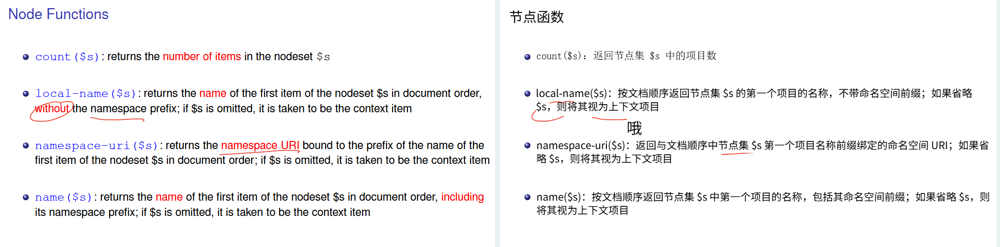 Node Functions
count($s): returns the number of items in the nodeset $s
local-name($s): returns the name of the first item of the nodeset $s in document order,
without the namespace prefix; if $s is omitted, it is taken to be the context item
namespace-uri($s): returns the namespace URI bound to the prefix of the name of the
first item of the nodeset $s in document order; if $s is omitted, it is taken to be the context item
name($s): returns the name of the first item of the nodeset $s in document order, including
its namespace prefix; if $s is omitted, it is taken to be the context item
节点函数
count($s)：返回节点集 $s 中的项目数
local-name($s)：按文档顺序返回节点集 $s 的第一个项目的名称，不带命名空间前缀；如果省略
$s，则将其视为上下文项目
哦
namespace-uri($s)：返回与文档顺序中节点集 $s 第一个项目名称前缀绑定的命名空间 URI；如果省
略 $s，则将其视为上下文项目
name($s)：按文档顺序返回节点集 $s 中第一个项目的名称，包括其命名空间前缀；如果省略 $s，则
将其视为上下文项目